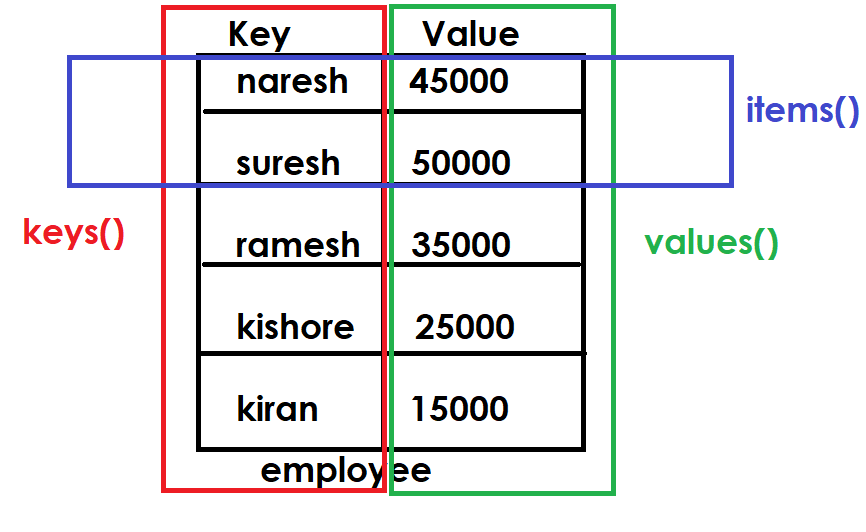 Key Value
naresh 45000
items()
suresh 50000
keys()
ramesh 35000
values()
kishore 25000
kiran 15000
employee